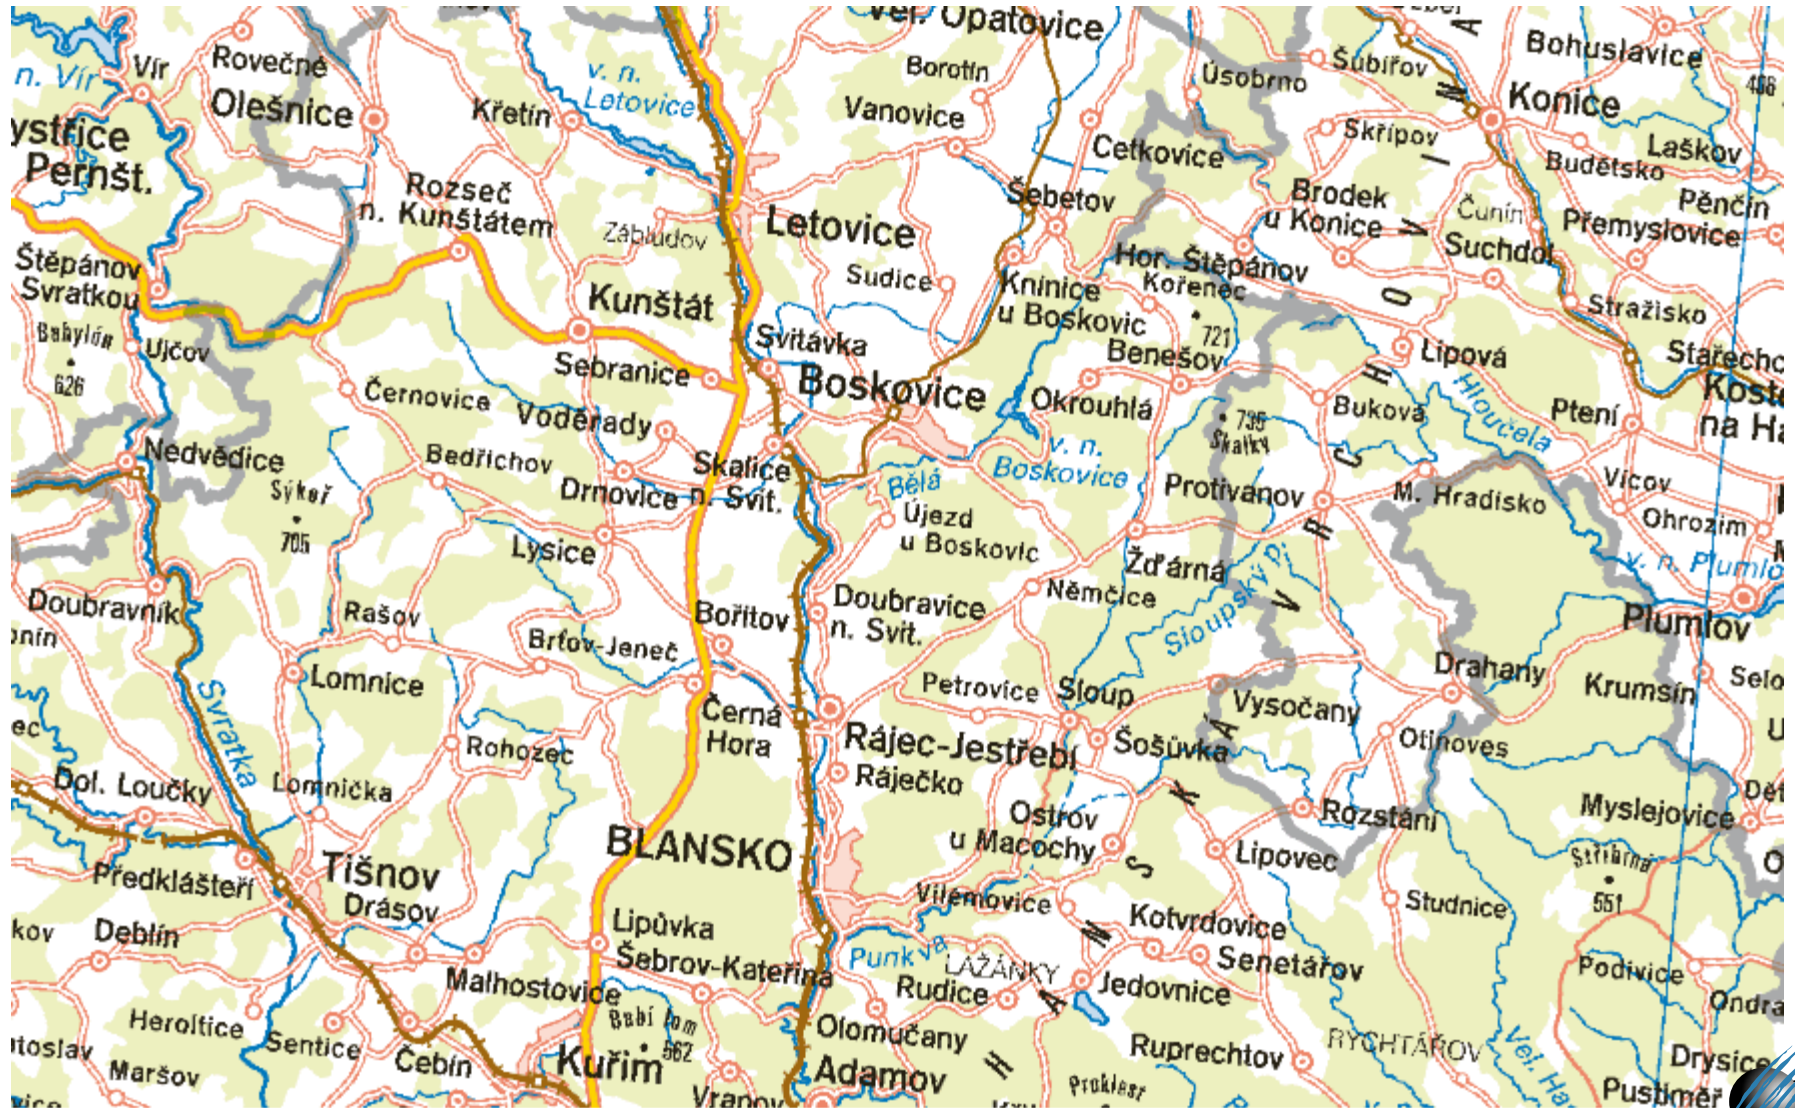 Vel. Opatovice
Bohuslavice
Rovečné
Vír
n. Vír
v. n.
Letovice
Borotín
Úsobrno
Šubířov
Olešnice
Křetín
Vanovice
Konice
ystřice
Pernšt.
Cetkovice
Skřípov
Laškov
Budětsko
Rozseč
n. Kunštátem
Šebetov
Brodek
u Konice
Čunín
Pěnčín
Přemyslovice
Zábludov
Letovice
Suchdol
Štěpánov
Svratkou
Sudice
Hor. Štěpánov
Kořenec
Knínice
u Boskovic
Kunštát
721
Stražisko
Babylón
626
Ujčov
Svitávka
Benešov
Lipová
Sebranice
Boskovice
Okrouhlá
Buková
Hloučela
Ptení
Černovice
Voděrady
735
Skalky
v. n.
Boskovice
Nedvědice
Bedřichov
Skalice
n. Svit.
Bělá
Protivanov
M. Hradisko
Vícov
Sýkoř
705
Drnovice
Újezd
u Boskovic
Ohrozim
Lysice
Žďárná
v. n. Plumlo
Doubravník
Němčice
Sloupský p.
Rašov
Bořitov
Doubravice
n. Svit.
Plumlov
Brťov-Jeneč
Lomnice
Petrovice
Sloup
Vysočany
Drahany
Krumsín
Svratka
Černá
Hora
Rájec-Jestřebí
Šošůvka
Otinoves
Rohozec
Ráječko
Dol. Loučky
Lomnička
Ostrov
u Macochy
Rozstání
Myslejovice
BLANSKO
Lipovec
551
Tišnov
Předklášteří
Drásov
Vilémovice
Studnice
Lipůvka
Kotvrdovice
Deblín
Šebrov-Kateřina
Punkva
LAŽÁNKY
Senetářov
Podivice
Malhostovice
Rudice
Jedovnice
Heroltice
Sentice
Babí lom
562
Olomučany
RYCHTÁŘOV
Čebín
Kuřim
Ruprechtov
Drysice
Maršov
Adamov
Vranov
Pustiměř
DRAHANSKÁ VRCHOVINA